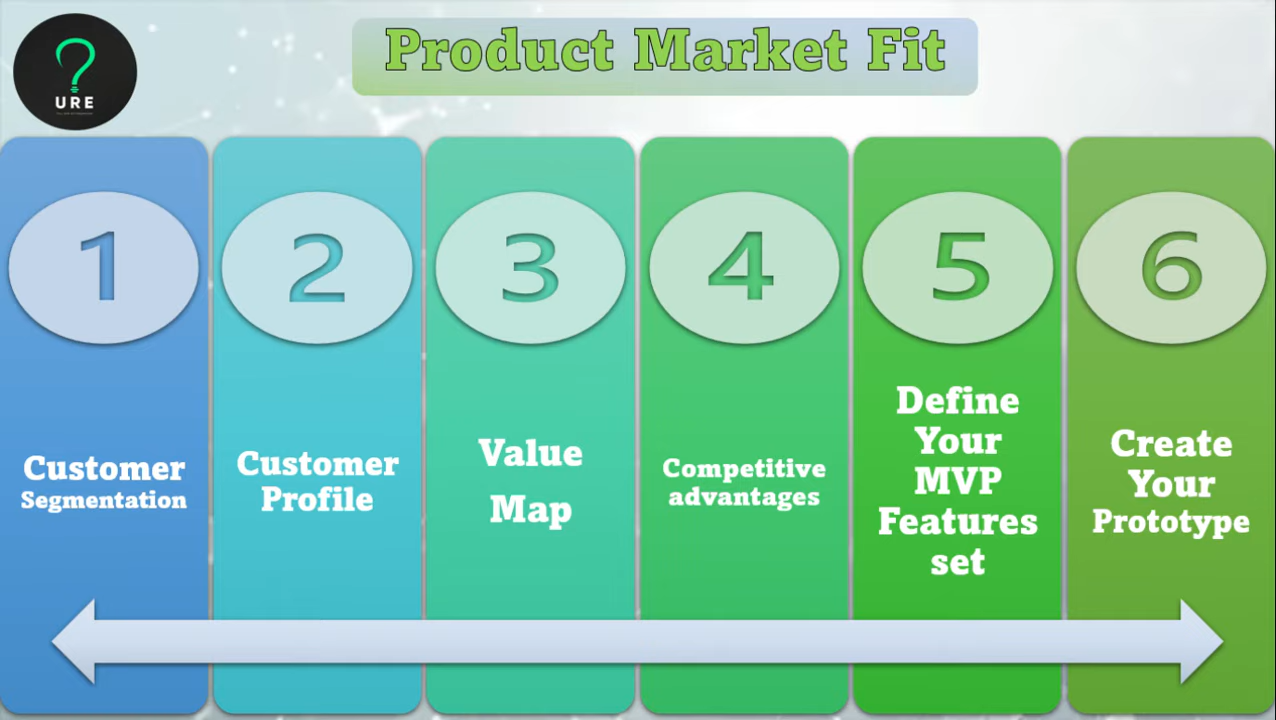 Product Market Fit
URE
1
2
3
4
5
6
Customer
Segmentation
Customer
Profile
Value
Map
Competitive
advantages
Define
Your
MVP
Features
set
Create
Your
Prototype